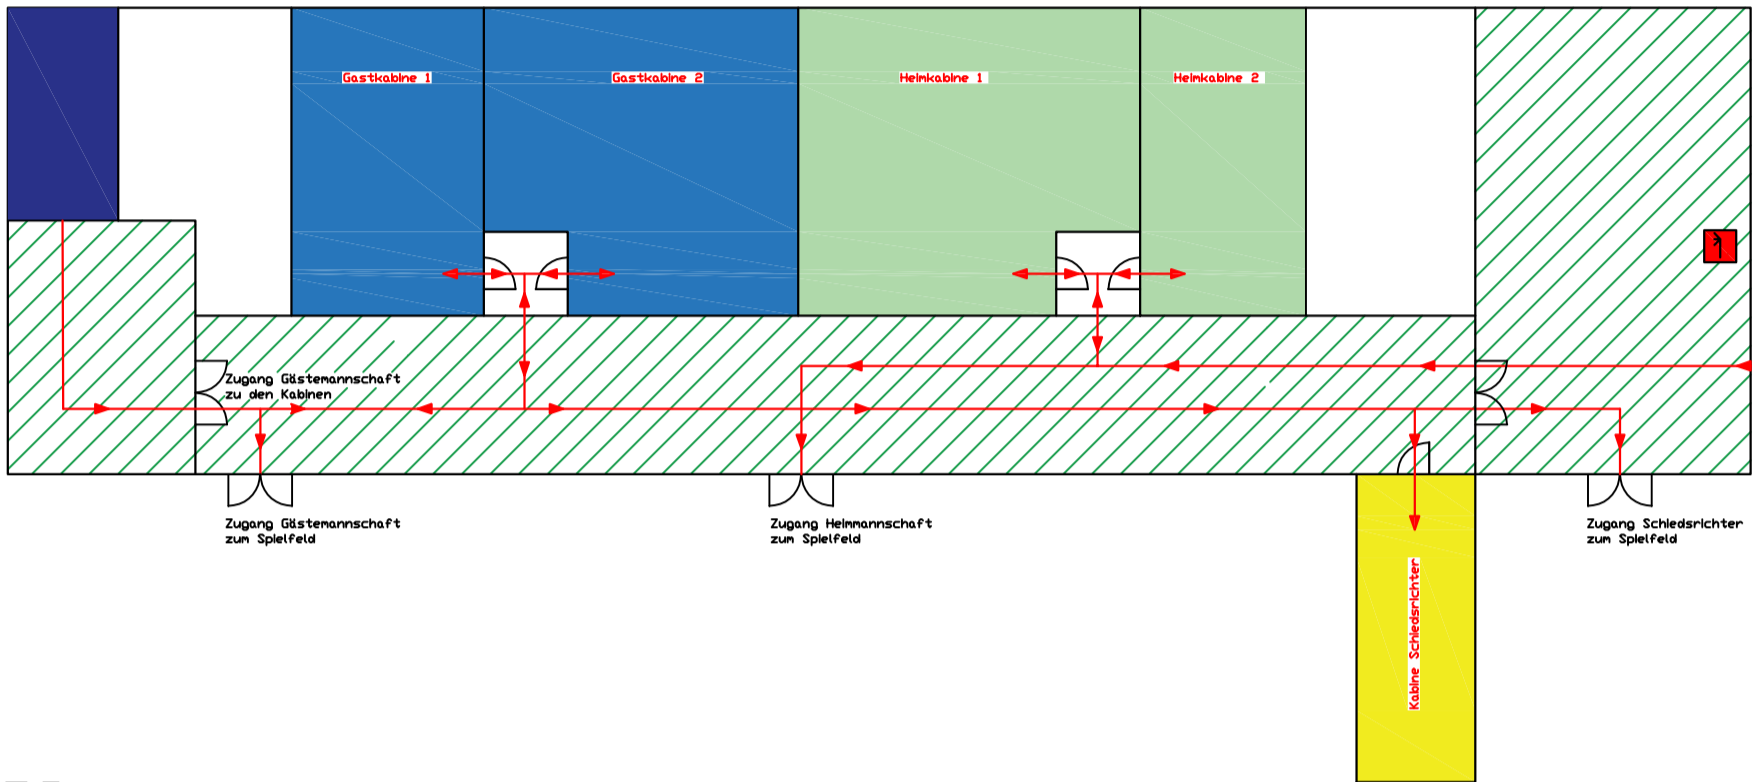 Gastkabine 1
Gastkabine 2
Heimkabine 1
Heimkabine 2
Zugang Gästemannschaft
zu den Kabinen
Zugang Gästemannschaft
zum Spielfeld
Zugang Heimmannschaft
zum Spielfeld
Zugang Schiedsrichter
zum Spielfeld
Kabine Schiedsrichter